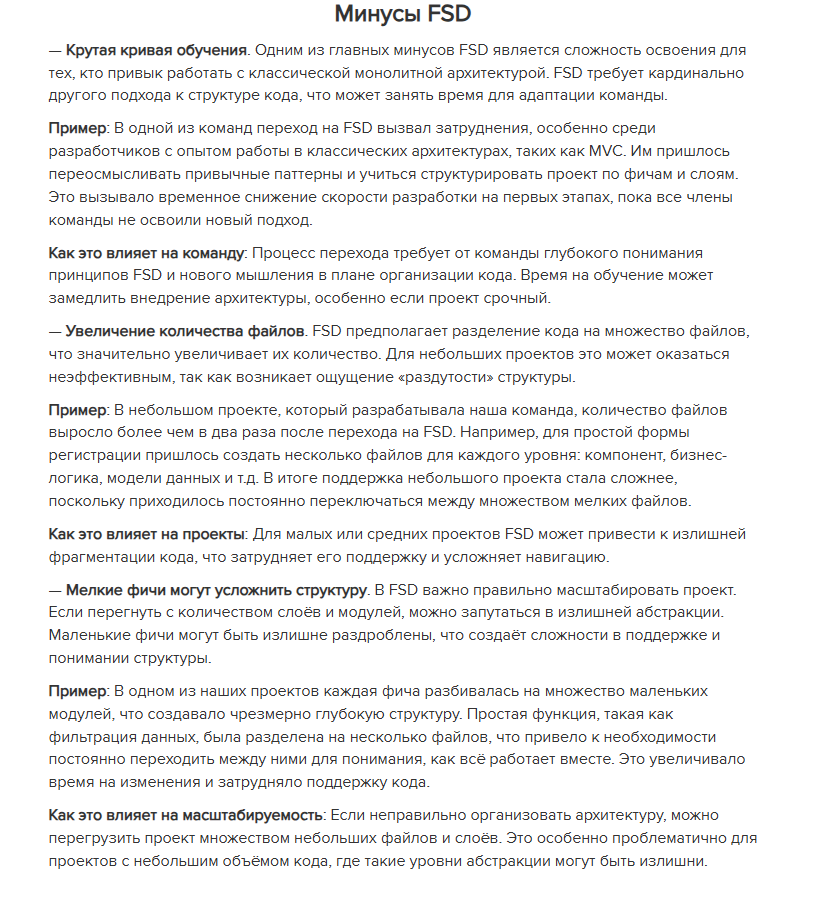 Минусы FSD
— Крутая кривая обучения. Одним из главных минусов FSD является сложность освоения для
тех, кто привык работать с классической монолитной архитектурой. FSD требует кардинально
другого подхода к структуре кода, что может занять время для адаптации команды.
Пример: В одной из команд переход на FSD вызвал затруднения, особенно среди
разработчиков с опытом работы в классических архитектурах, таких как MVC. Им пришлось
переосмысливать привычные паттерны и учиться структурировать проект по фичам и слоям.
Это вызывало временное снижение скорости разработки на первых этапах, пока все члены
команды не освоили новый подход.
Как это влияет на команду: Процесс перехода требует от команды глубокого понимания
принципов FSD и нового мышления в плане организации кода. Время на обучение может
замедлить внедрение архитектуры, особенно если проект срочный.
— Увеличение количества файлов. FSD предполагает разделение кода на множество файлов,
что значительно увеличивает их количество. Для небольших проектов это может оказаться
неэффективным, так как возникает ощущение «раздутости» структуры.
Пример: В небольшом проекте, который разрабатывала наша команда, количество файлов
выросло более чем в два раза после перехода на FSD. Например, для простой формы
регистрации пришлось создать несколько файлов для каждого уровня: компонент, бизнес-
логика, модели данных и т.д. В итоге поддержка небольшого проекта стала сложнее,
поскольку приходилось постоянно переключаться между множеством мелких файлов.
Как это влияет на проекты: Для малых или средних проектов FSD может привести к излишней
фрагментации кода, что затрудняет его поддержку и усложняет навигацию.
— Мелкие фичи могут усложнить структуру. В FSD важно правильно масштабировать проект.
Если перегнуть с количеством слоёв и модулей, можно запутаться в излишней абстракции.
Маленькие фичи могут быть излишне раздроблены, что создаёт сложности в поддержке и
понимании структуры.
Пример: В одном из наших проектов каждая фича разбивалась на множество маленьких
модулей, что создавало чрезмерно глубокую структуру. Простая функция, такая как
фильтрация данных, была разделена на несколько файлов, что привело к необходимости
постоянно переходить между ними для понимания, как всё работает вместе. Это увеличивало
время на изменения и затрудняло поддержку кода.
Как это влияет на масштабируемость: Если неправильно организовать архитектуру, можно
перегрузить проект множеством небольших файлов и слоёв. Это особенно проблематично для
проектов с небольшим объёмом кода, где такие уровни абстракции могут быть излишни.